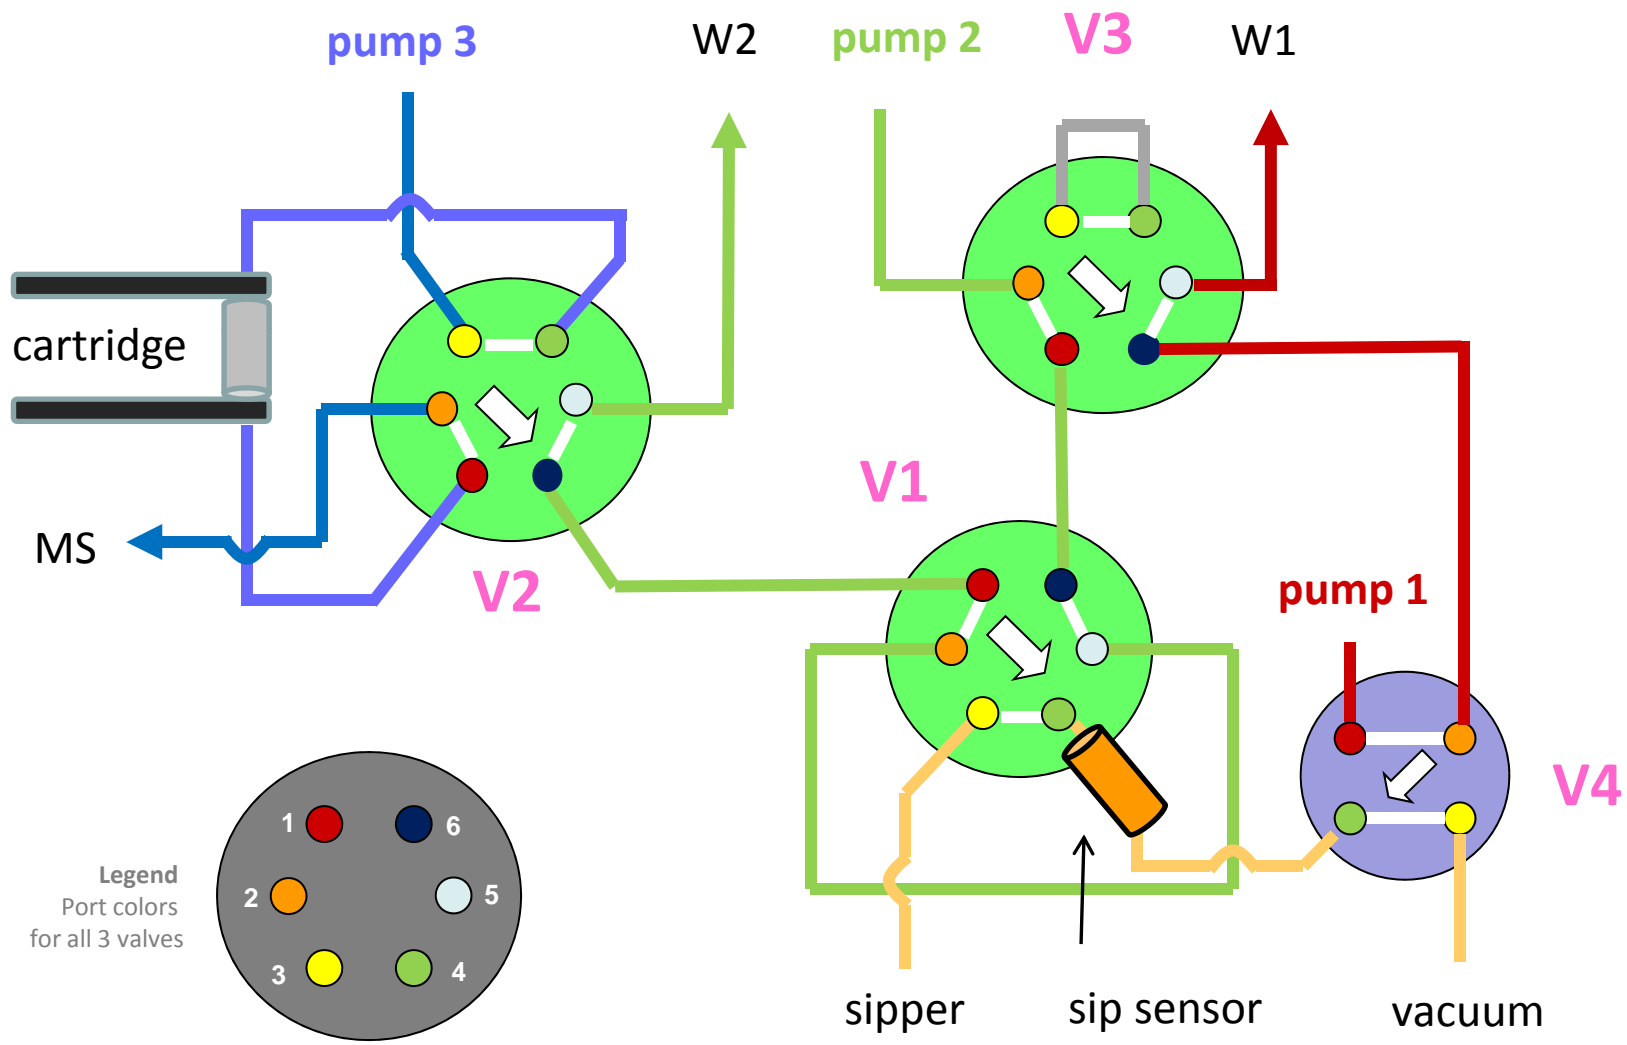 pump 3
W2
pump 2
V3
W1
cartridge
V1
MS
V2
pump 1
V4
1
6
Legend
Port colors
for all 3 valves
2
5
3
4
sipper
sip sensor
vacuum